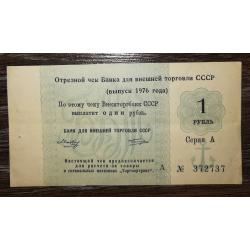 Отрезной чек Банка для внешней торговли СССР
(выпуск 1976 года)
По этому чеку Внешторгбанк СССР
выплатит один рубль.
1
РУБЛЬ
БАНК ДЛЯ ВНЕШНЕЙ ТОРГОВЛИ СССР
Серия А
Настоящий чек предназначается
для расчетов за товары
в специальных магазинах "Торгмортранс".
А № 372737